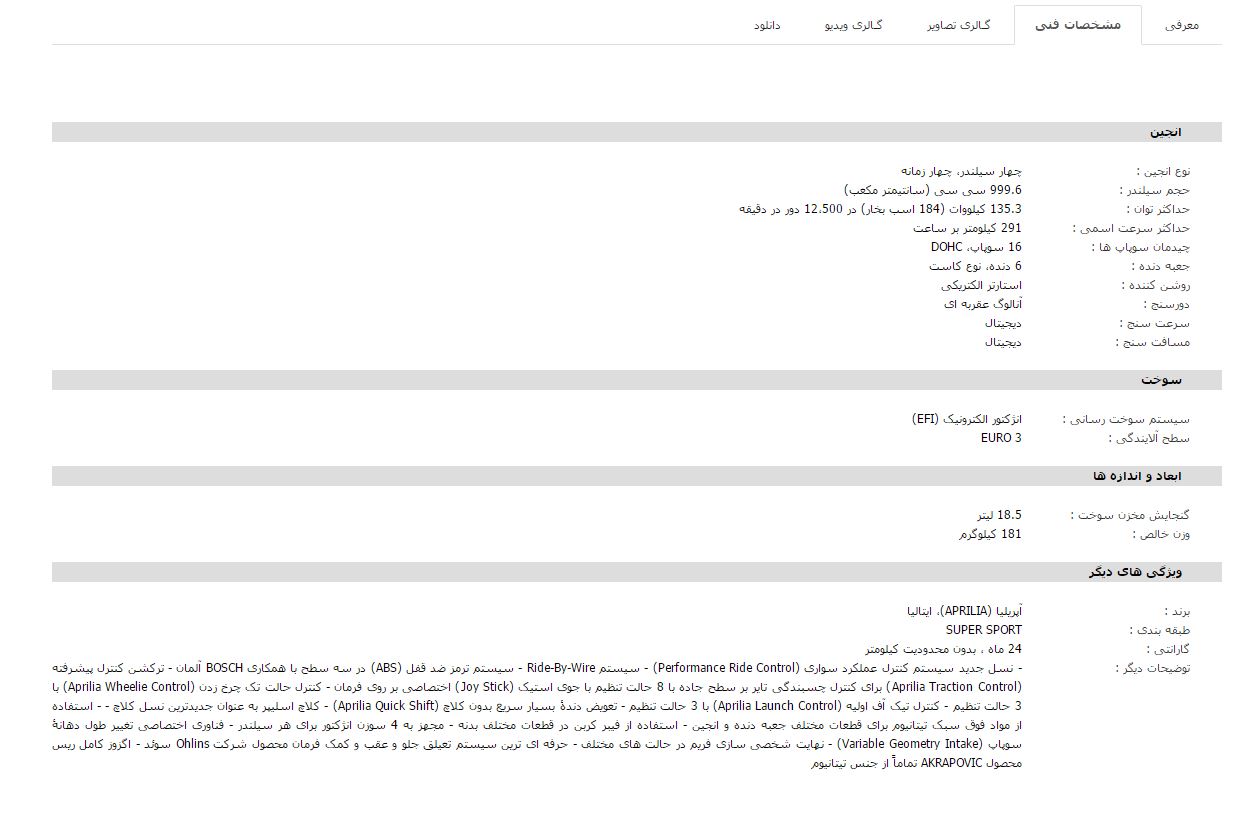 معرفی مشخصات فنی گالری تصاویر گالری ویدیو دانلود
انجین
نوع انجین : چهار سیلندر، چهار زمانه
حجم سیلندر : 999.6 سی سی (سانتیمتر مکعب)
حداکثر توان : 135.3 کیلووات (184 اسب بخار) در 12،500 دور در دقیقه
حداکثر سرعت اسمی : 291 کیلومتر بر ساعت
چیدمان سوپاپ ها : 16 سوپاپ، DOHC
جعبه دنده : 6 دنده، نوع کاست
روشن کننده : استارتر الکتریکی
دورسنج : آنالوگ عقربه ای
سرعت سنج : دیجیتال
مسافت سنج : دیجیتال
سوخت
سیستم سوخت رسانی : انژکتور الکترونیک (EFI)
سطح آلایندگی : EURO 3
ابعاد و اندازه ها
گنجایش مخزن سوخت : 18.5 لیتر
وزن خالص : 181 کیلوگرم
ویژگی های دیگر
برند : آپریلیا (APRILIA)، ایتالیا
طبقه بندی : SUPER SPORT
گارانتی : 24 ماه ، بدون محدودیت کیلومتر
توضیحات دیگر : - نسل جدید سیستم کنترل عملکرد سواری (Performance Ride Control) - سیستم Ride-By-Wire - سیستم ترمز ضد قفل (ABS) در سه سطح با همکاری BOSCH آلمان - ترکشن کنترل پیشرفته
(Aprilia Traction Control) برای کنترل چسبندگی تایر بر سطح جاده با 8 حالت تنظیم با جوی استیک (Joy Stick) اختصاصی بر روی فرمان - کنترل حالت تک چرخ زدن (Aprilia Wheelie Control) با
3 حالت تنظیم - کنترل تیک آف اولیه (Aprilia Launch Control) با 3 حالت تنظیم - تعویض دندۀ بسیار سریع بدون کلاچ (Aprilia Quick Shift) - کلاچ اسلیپر به عنوان جدیدترین نسل کلاچ - - استفاده
از مواد فوق سبک تیتانیوم برای قطعات مختلف جعبه دنده و انجین - استفاده از فیبر کربن در قطعات مختلف بدنه - مجهز به 4 سوزن انژکتور برای هر سیلندر - فناوری اختصاصی تغییر طول دهانۀ
سوپاپ (Variable Geometry Intake) - نهایت شخصی سازی فریم در حالت های مختلف - حرفه ای ترین سیستم تعیلق جلو و عقب و کمک فرمان محصول شرکت Ohlins سوئد - اگزوز کامل ریس
محصول AKRAPOVIC تماماً از جنس تیتانیوم